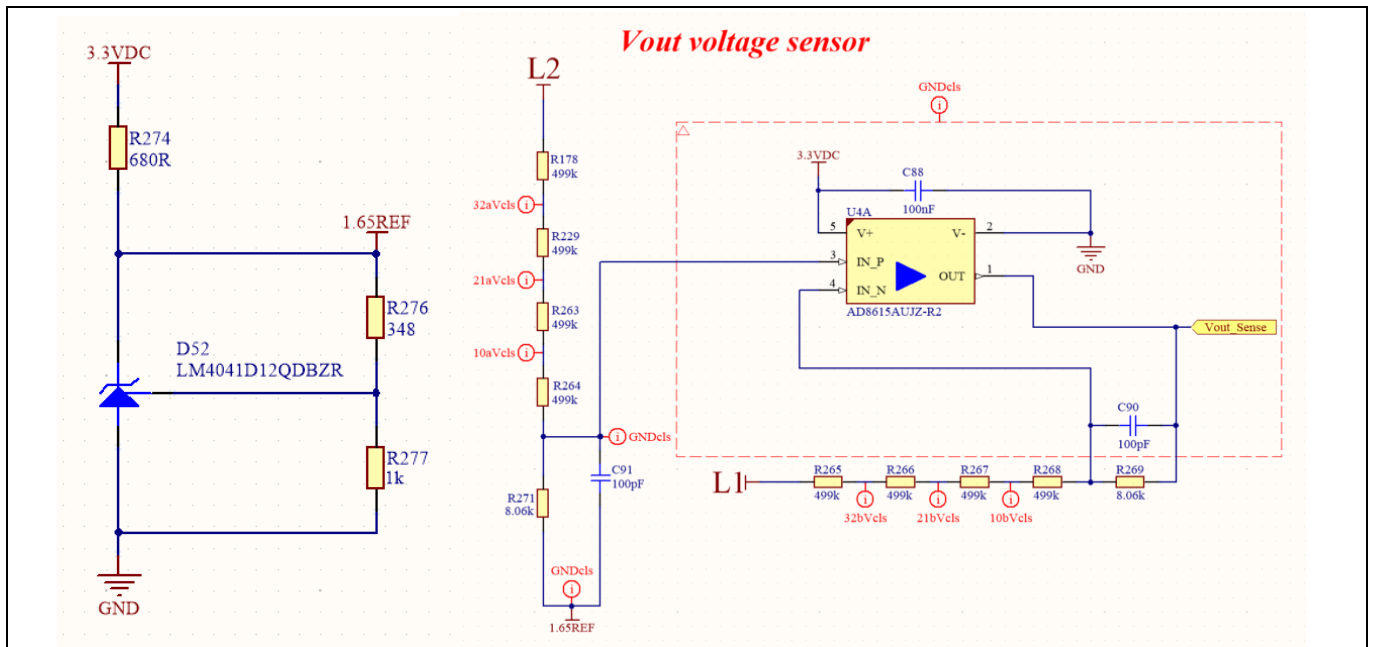 Vout voltage sensor
3.3VDC
R274
680R
1.65REF
R276
348
D52
LM4041D12QDBZR
R277
1k
GND
L2
R178
499k
32aVcls
R229
499k
21aVcls
R263
499k
10aVcls
R264
499k
GNDcls
C91
100pF
R271
8.06k
GNDcls
1.65REF
GNDcls
3.3VDC
C88
100nF
U4A
5
V+
V-
2
GND
3
IN_P
OUT
1
4
IN_N
AD8615AUJZ-R2
Vout_Sense
C90
100pF
L1
R265
499k
R266
499k
R267
499k
R268
499k
R269
8.06k
32bVcls
21bVcls
10bVcls